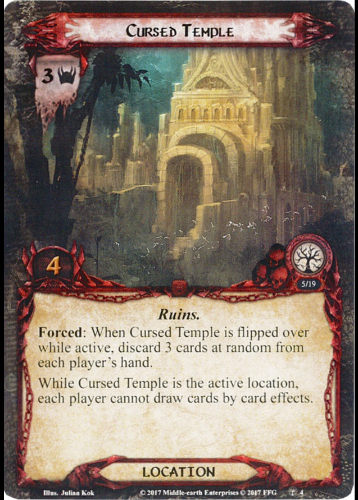 Cursed Temple
3
4
5/19
Ruins.
Forced: When Cursed Temple is flipped over
while active, discard 3 cards at random from
each player's hand.
While Cursed Temple is the active location,
each player cannot draw cards by card effects.
LOCATION
Illus. Julian Kok © 2017 Middle-earth Enterprises © 2017 FFG 4